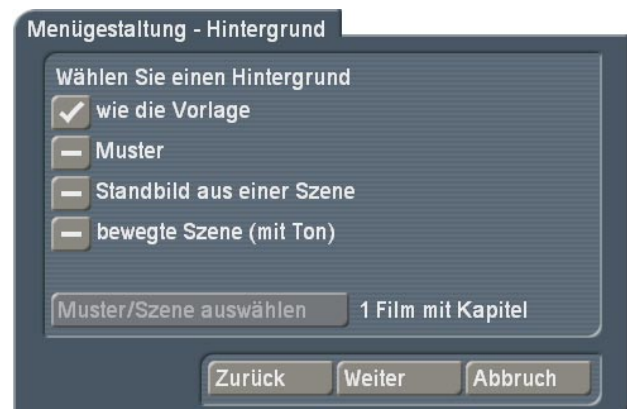 Menügestaltung - Hintergrund
Wählen Sie einen Hintergrund
wie die Vorlage
Muster
Standbild aus einer Szene
bewegte Szene (mit Ton)
Muster/Szene auswählen 1 Film mit Kapitel
Zurück Weiter Abbruch